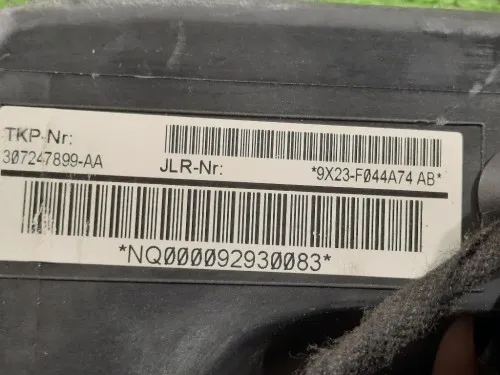 TKP-Nr:
307247899-AA
JLR-Nr: *9X23-F044A74 AB*
*NQ000092930083*